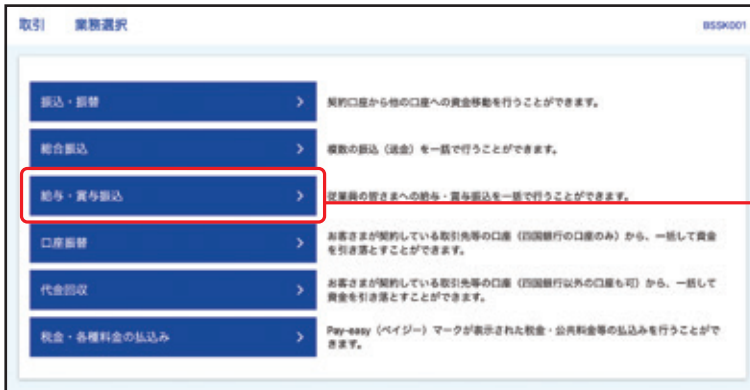 取引 業務選択 BSSK001
振込・振替 契約口座から他の口座への資金移動を行うことができます。
総合振込 複数の振込（送金）を一括で行うことができます。
給与・賞与振込 従業員の皆さまへの給与・賞与振込を一括で行うことができます。
口座振替 お客さまが契約している取引先等の口座（四国銀行の口座のみ）から、一括して資金
を引き落とすことができます。
代金回収 お客さまが契約している取引先等の口座（四国銀行以外の口座も可）から、一括して
資金を引き落とすことができます。
税金・各種料金の払込み Pay-easy（ペイジー）マークが表示された税金・公共料金等の払込みを行うことがで
きます。